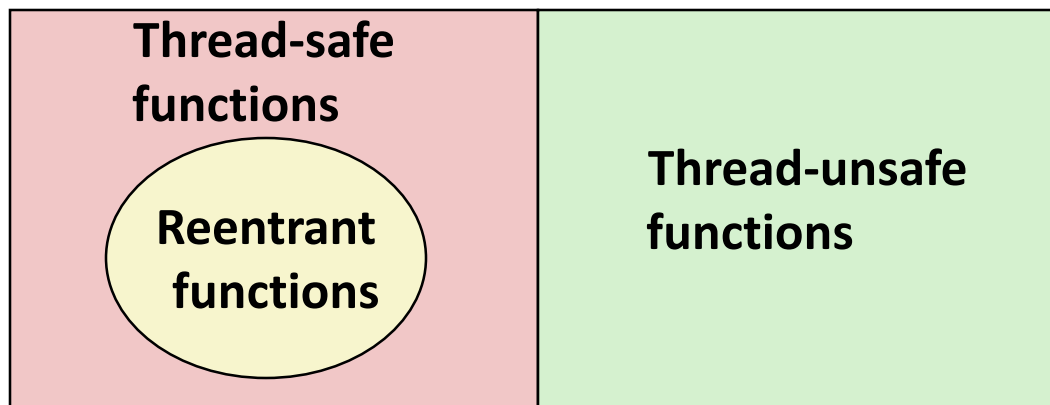 Thread-safe
functions
Reentrant
functions
Thread-unsafe
functions